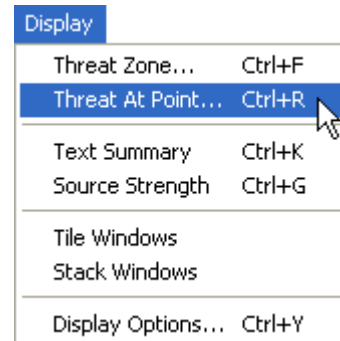 Display
Threat Zone... Ctrl+F
Threat At Point... Ctrl+R
Text Summary Ctrl+K
Source Strength Ctrl+G
Tile Windows
Stack Windows
Display Options... Ctrl+Y